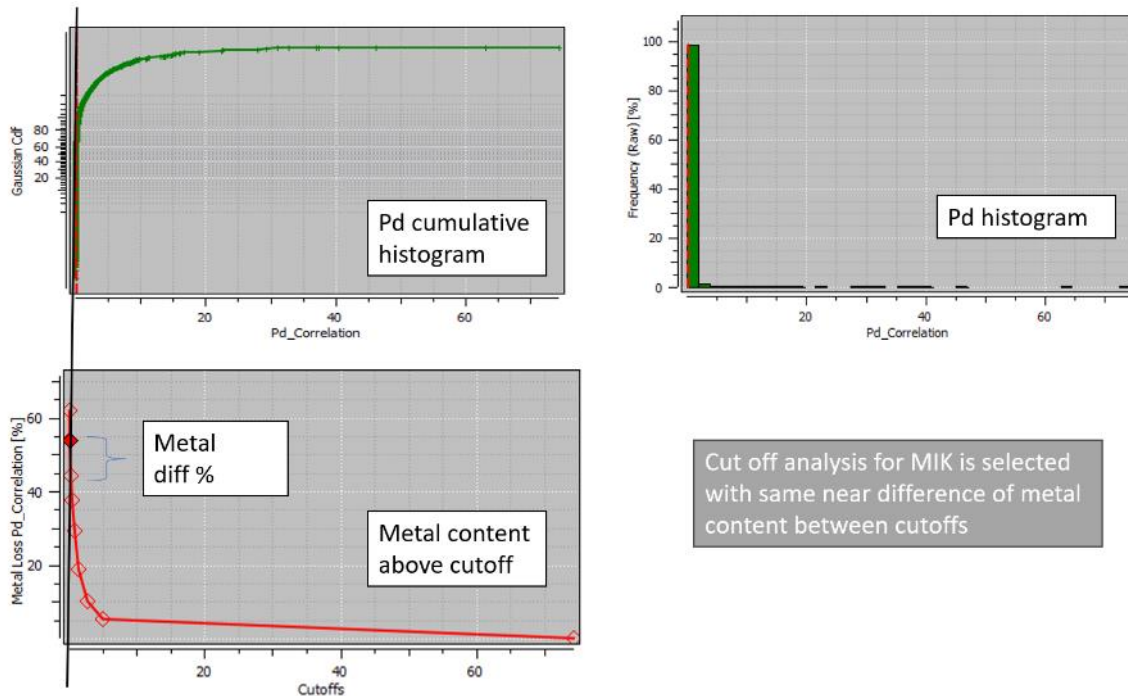 Gaussian Cdf
80
60
40
20
Pd cumulative
histogram
20
40
60
Pd_Correlation
Frequency (Raw) [%]
100
80
60
40
20
0
Pd histogram
20
40
60
Pd_Correlation
Metal Loss Pd_Correlation [%]
60
40
20
Metal
diff %
Metal content
above cutoff
20
40
60
80
Cutoffs
Cut off analysis for MIK is selected
with same near difference of metal
content between cutoffs